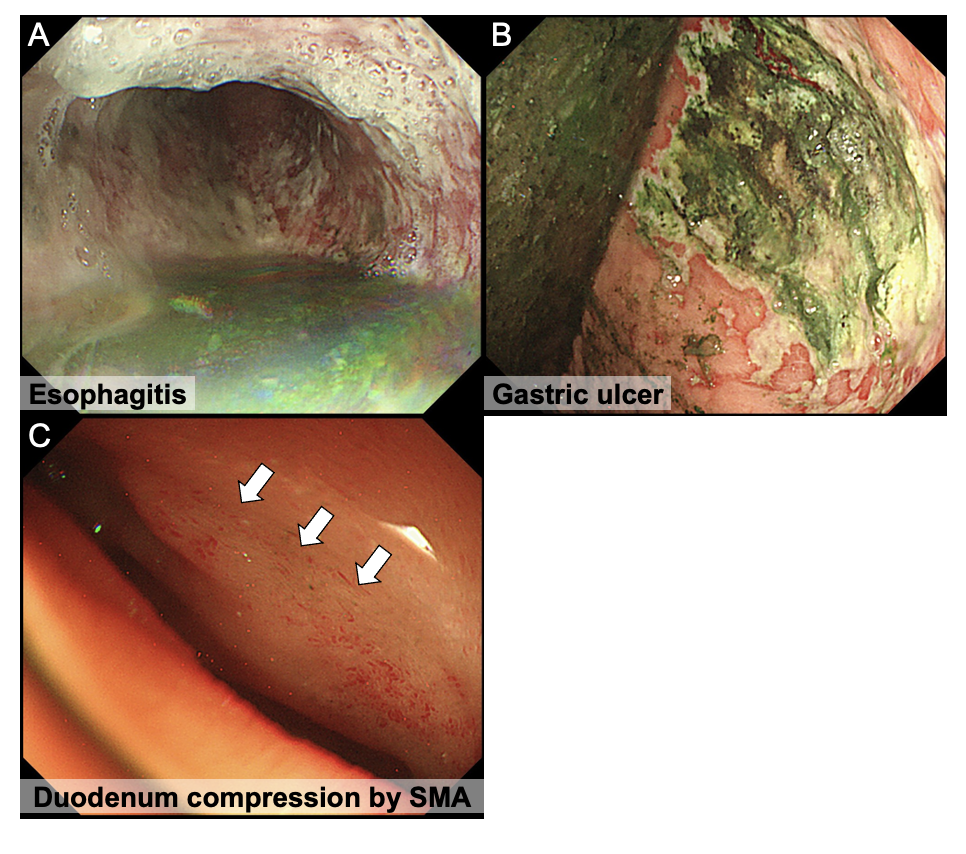 A
Esophagitis
B
Gastric ulcer
C
Duodenum compression by SMA